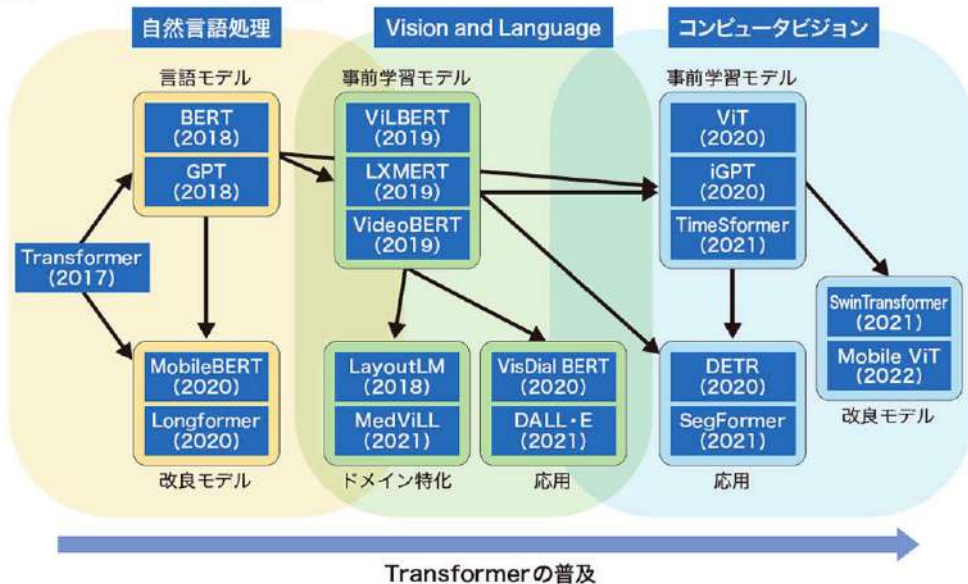 自然言語処理
Vision and Language
コンピュータビジョン
言語モデル
BERT
(2018)
GPT
(2018)
Transformer
(2017)
MobileBERT
(2020)
Longformer
(2020)
改良モデル
事前学習モデル
ViLBERT
(2019)
LXMERT
(2019)
VideoBERT
(2019)
LayoutLM
(2018)
MedViLL
(2021)
ドメイン特化
VisDial BERT
(2020)
DALL・E
(2021)
応用
事前学習モデル
ViT
(2020)
iGPT
(2020)
TimeSformer
(2021)
DETR
(2020)
SegFormer
(2021)
応用
SwinTransformer
(2021)
Mobile ViT
(2022)
改良モデル
Transformerの普及